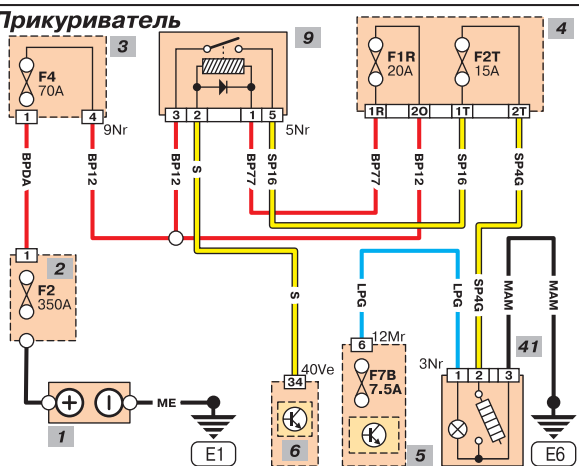 Прикуриватель
3
9
4
F4
70A
F1R
20A
F2T
15A
1
4
9Nr
3
2
1
5
5Nr
1R
2O
1T
2T
BPDA
BP12
BP12
S
BP77
SP16
BP77
BP12
SP16
SP4G
1
2
F2
350A
S
LPG
LPG
SP4G
MAM
MAM
6
12Mr
3Nr
41
F7B
7.5A
40Ve
34
1
2
3
ME
1
E1
6
5
E6